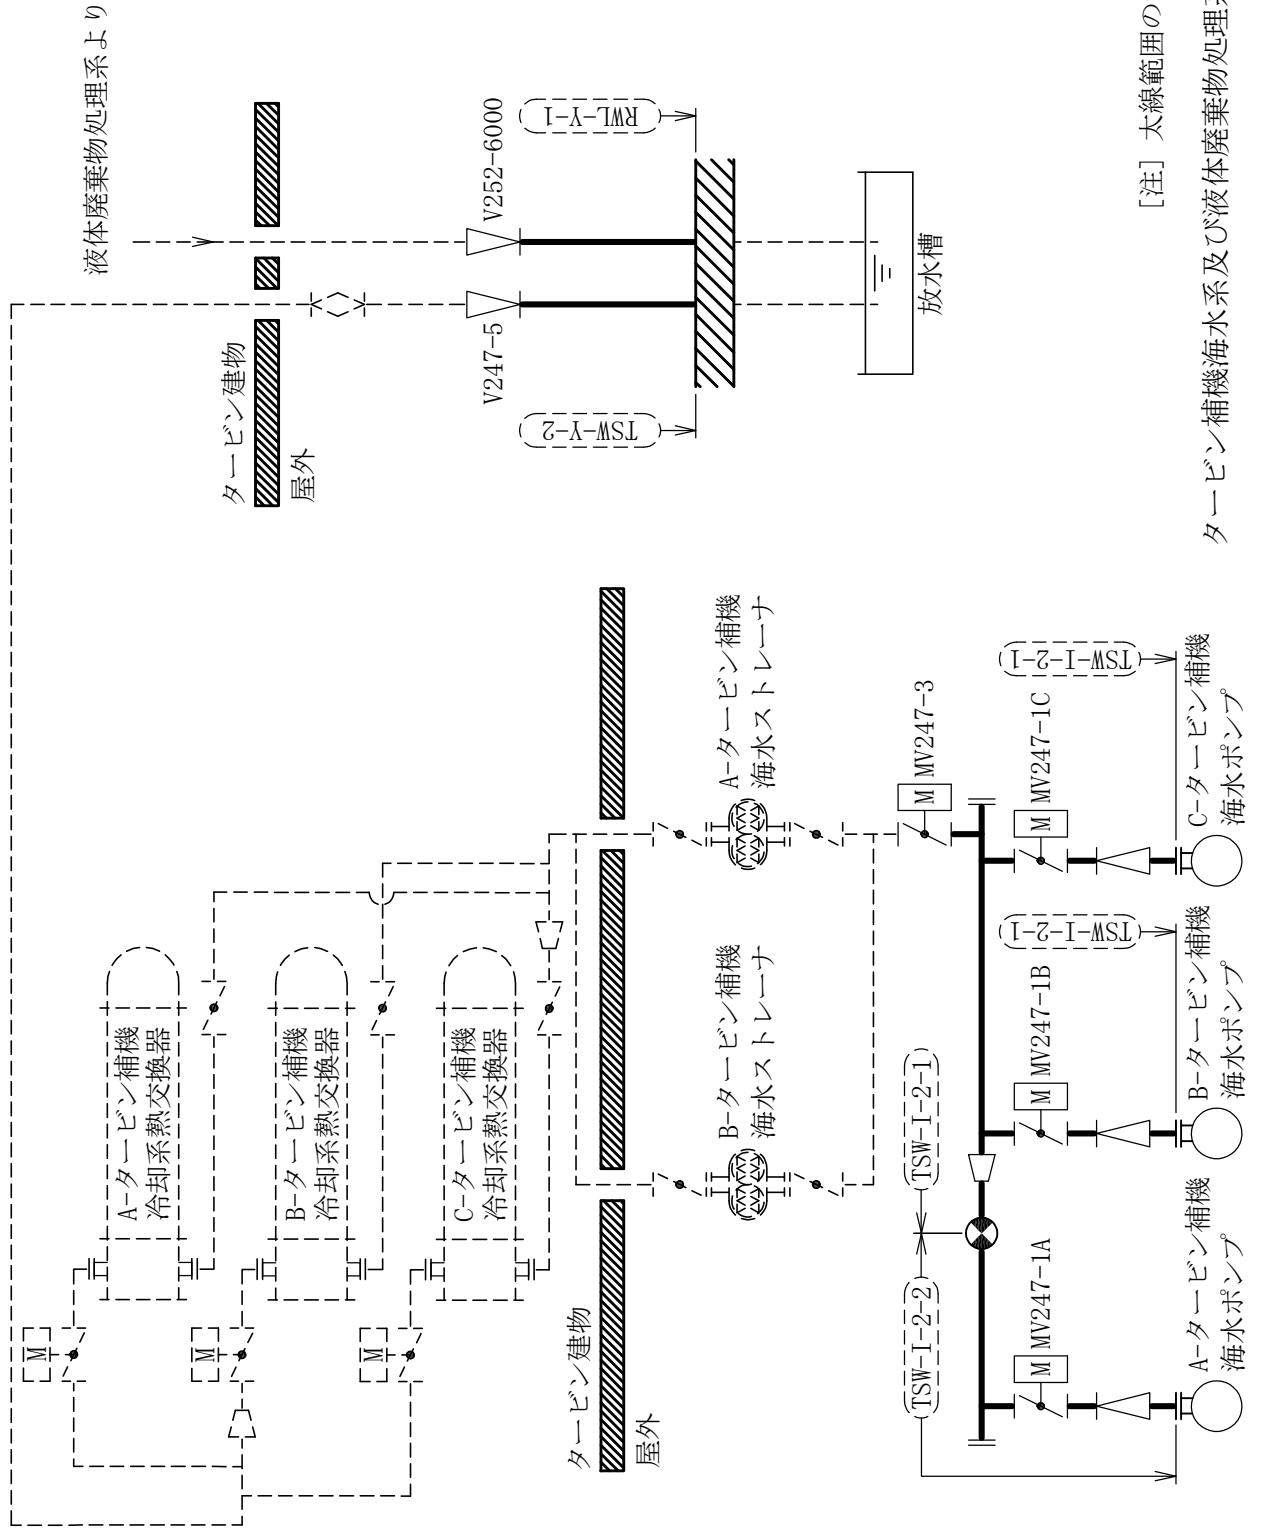 液体廃棄物処理系より
タービン建物
屋外
V247-5
V252-6000
TSW-Y-2
RWL-Y-1
放水槽
M
A-タービン補機
冷却系熱交換器
M
B-タービン補機
冷却系熱交換器
M
C-タービン補機
冷却系熱交換器
タービン建物
屋外
B-タービン補機
海水ストレーナ
A-タービン補機
海水ストレーナ
M
MV247-3
TSW-I-2-2
TSW-I-2-1
M
MV247-1A
A-タービン補機
海水ポンプ
M
MV247-1B
TSW-I-2-1
B-タービン補機
海水ポンプ
M
MV247-1C
TSW-I-2-1
C-タービン補機
海水ポンプ
[注] 太線範囲の
タービン補機海水系及び液体廃棄物処理